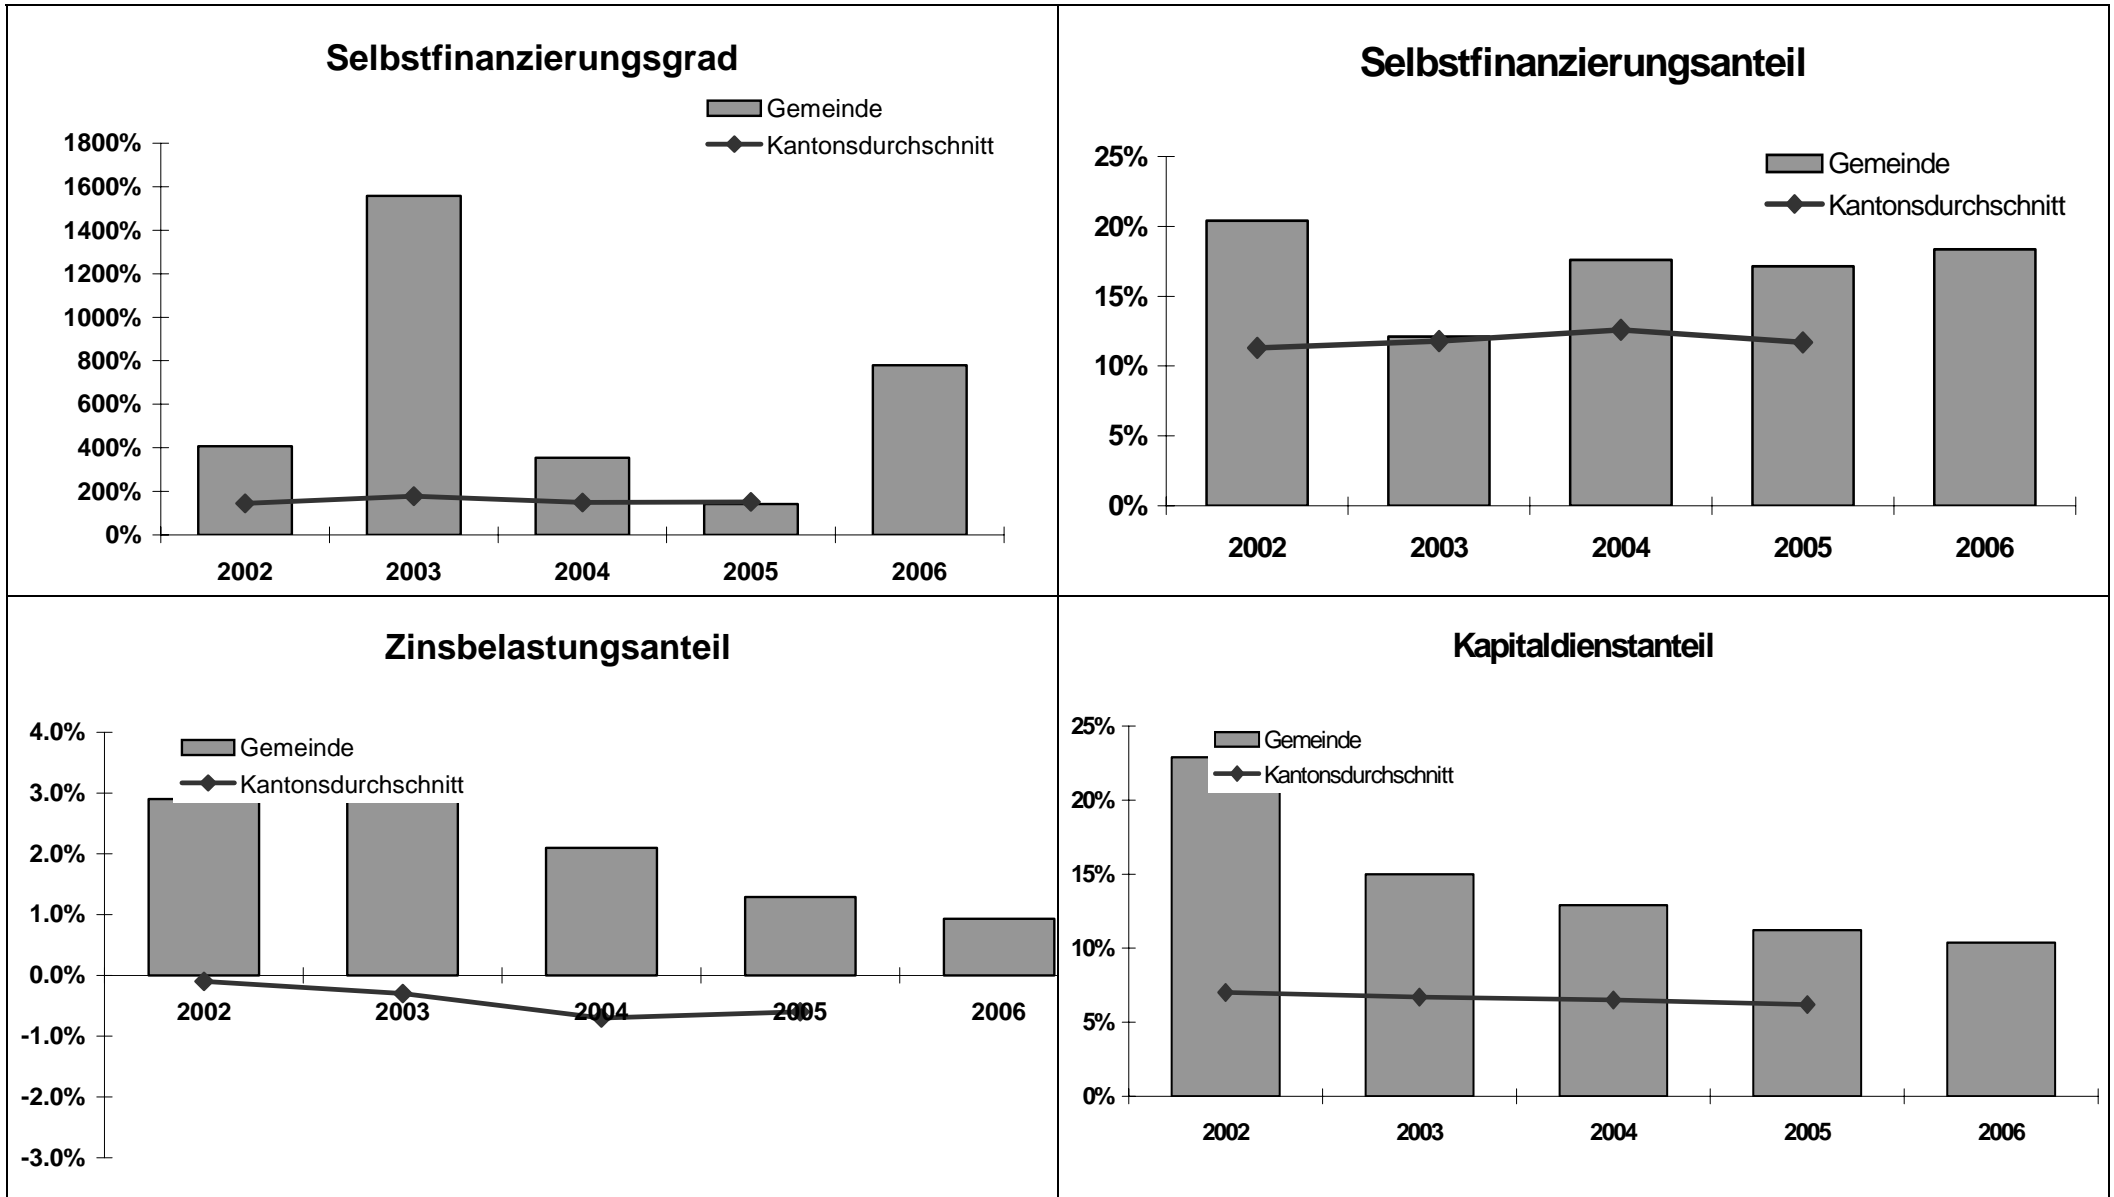 Selbstfinanzierungsgrad
Gemeinde
Kantonsdurchschnitt
1800%
1600%
1400%
1200%
1000%
800%
600%
400%
200%
0%
2002 2003 2004 2005 2006
Selbstfinanzierungsanteil
Gemeinde
Kantonsdurchschnitt
25%
20%
15%
10%
5%
0%
2002 2003 2004 2005 2006
Zinsbelastungsanteil
Gemeinde
Kantonsdurchschnitt
4.0%
3.0%
2.0%
1.0%
0.0%
2002 2003 2004 2005 2006
-1.0%
-2.0%
-3.0%
Kapitaldienstanteil
Gemeinde
Kantonsdurchschnitt
25%
20%
15%
10%
5%
0%
2002 2003 2004 2005 2006